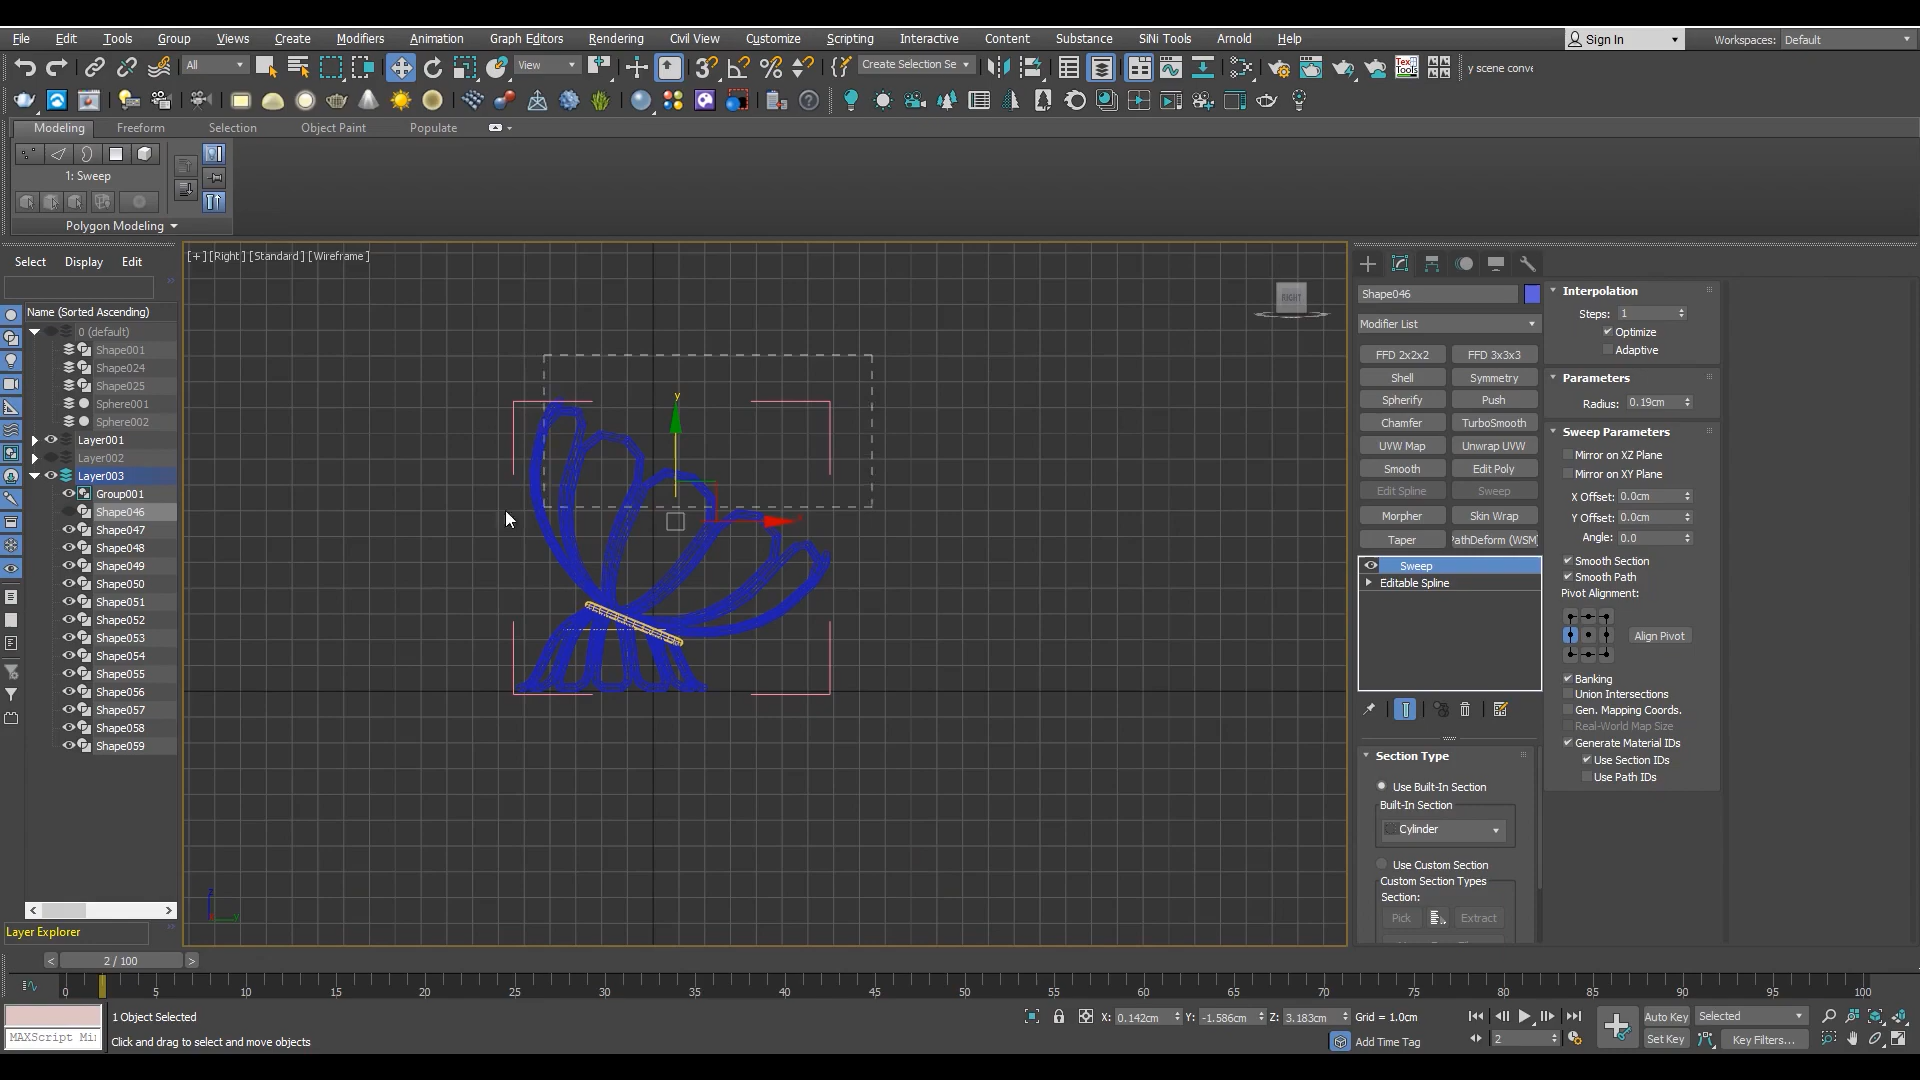 File Edit Tools Group Views Create Modifiers Animation Graph Editors Rendering Civil View Customize Scripting Interactive Content Substance SiNi Tools Arnold Help
Sign In
Workspaces: Default
All
View
Create Selection Se
y scene conve
Modeling Freeform Selection Object Paint Populate
1: Sweep
Polygon Modeling
Select Display Edit
Name (Sorted Ascending)
0 (default)
Shape001
Shape024
Shape025
Sphere001
Sphere002
Layer001
Layer002
Layer003
Group001
Shape046
Shape047
Shape048
Shape049
Shape050
Shape051
Shape052
Shape053
Shape054
Shape055
Shape056
Shape057
Shape058
Shape059
Layer Explorer
[+] [Right] [Standard] [Wireframe]
RIGHT
y
Shape046
Modifier List
FFD 2x2x2 FFD 3x3x3
Shell Symmetry
Spherify Push
Chamfer TurboSmooth
UVW Map Unwrap UVW
Smooth Edit Poly
Edit Spline Sweep
Morpher Skin Wrap
Taper PathDeform (WSM)
Sweep
Editable Spline
Section Type
Use Built-In Section
Built-In Section
Cylinder
Use Custom Section
Custom Section Types
Section:
Pick Extract
Interpolation
Steps: 1
Optimize
Adaptive
Parameters
Radius: 0.19cm
Sweep Parameters
Mirror on XZ Plane
Mirror on XY Plane
X Offset: 0.0cm
Y Offset: 0.0cm
Angle: 0.0
Smooth Section
Smooth Path
Pivot Alignment:
Align Pivot
Banking
Union Intersections
Gen. Mapping Coords.
Real-World Map Size
Generate Material IDs
Use Section IDs
Use Path IDs
< 2 / 100 >
0 5 10 15 20 25 30 35 40 45 50 55 60 65 70 75 80 85 90 95 100
MAXScript Mi
1 Object Selected
Click and drag to select and move objects
X: 0.142cm Y: -1.586cm Z: 3.183cm Grid = 1.0cm
Add Time Tag
2
Auto Key Selected
Set Key Key Filters...